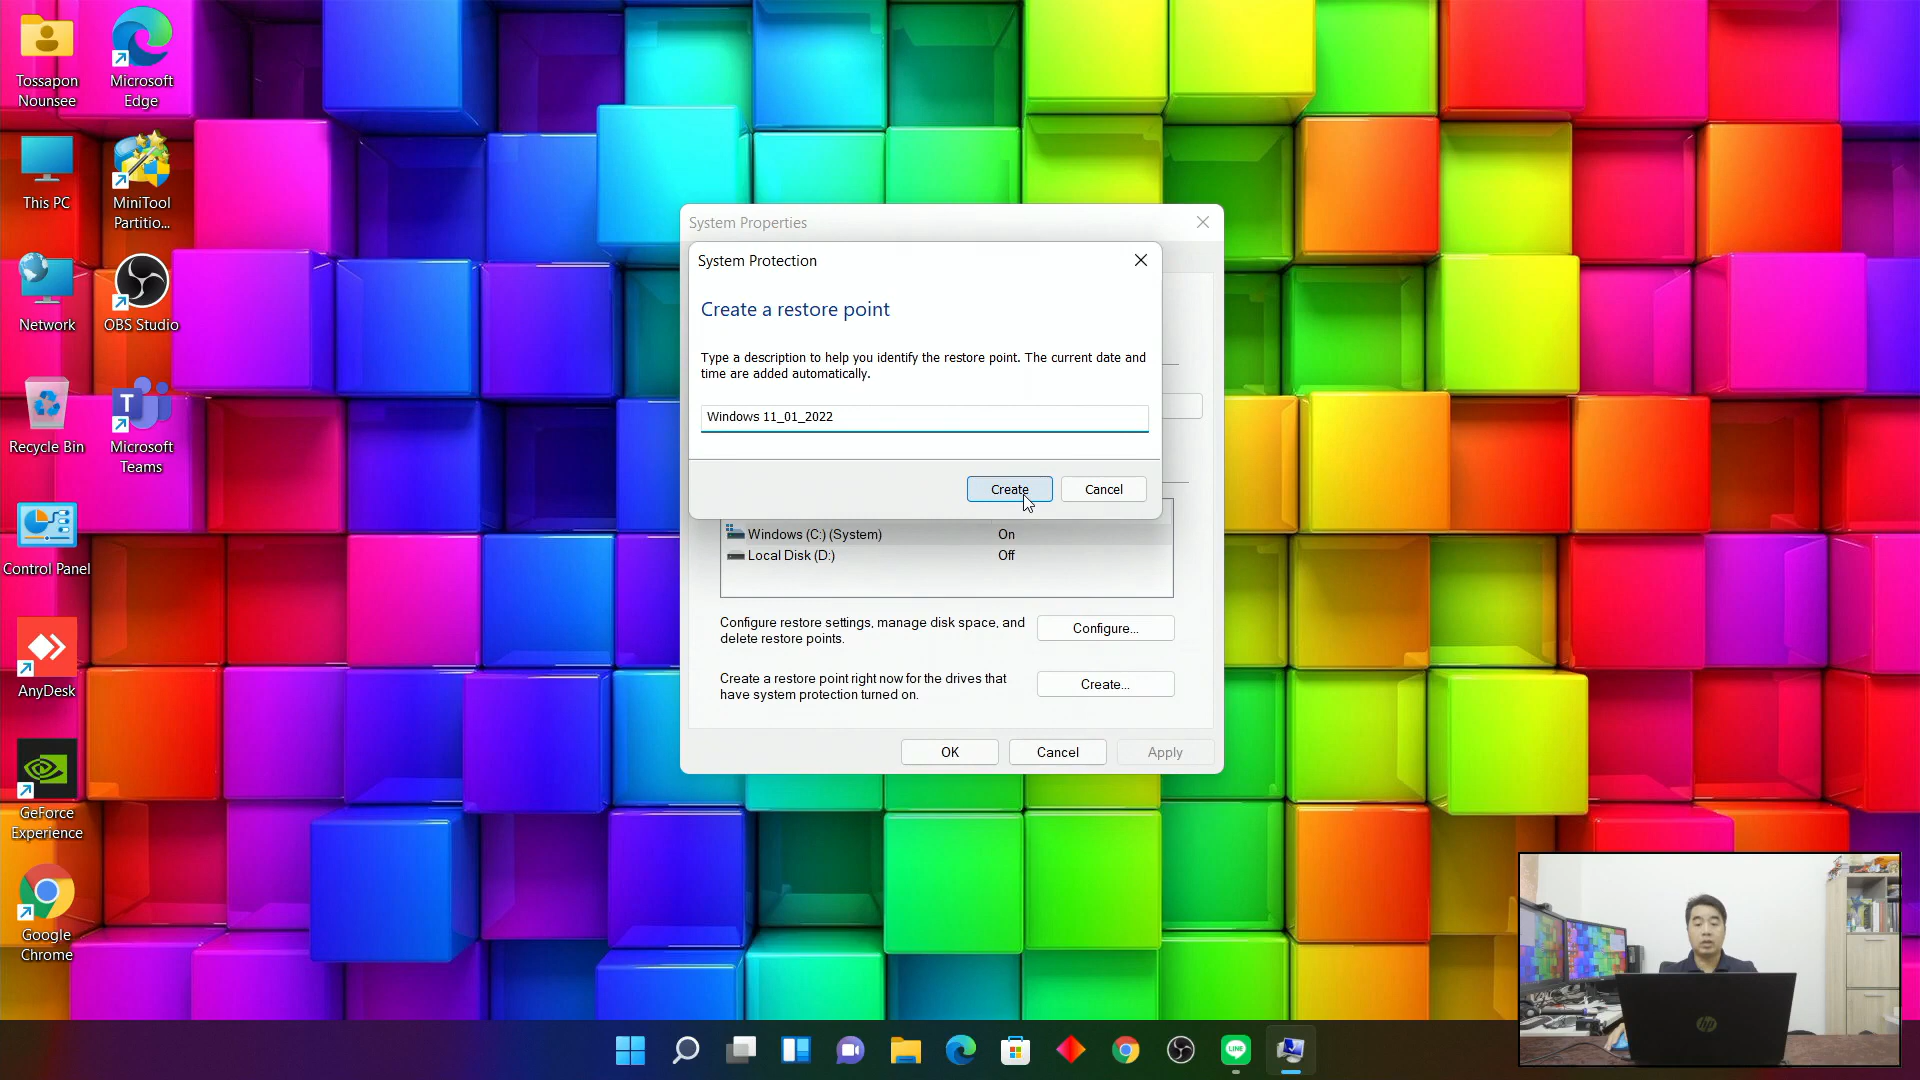 Tossapon
Nounsee
Microsoft
Edge
This PC
MiniTool
Partitio...
Network
OBS Studio
Recycle Bin
Microsoft
Teams
Control Panel
AnyDesk
GeForce
Experience
Google
Chrome
System Properties
System Protection
Create a restore point
Type a description to help you identify the restore point. The current date and
time are added automatically.
Windows 11_01_2022
Create
Cancel
Windows (C:) (System)
On
Local Disk (D:)
Off
Configure restore settings, manage disk space, and
delete restore points.
Configure...
Create a restore point right now for the drives that
have system protection turned on.
Create...
OK
Cancel
Apply
LINE
hp